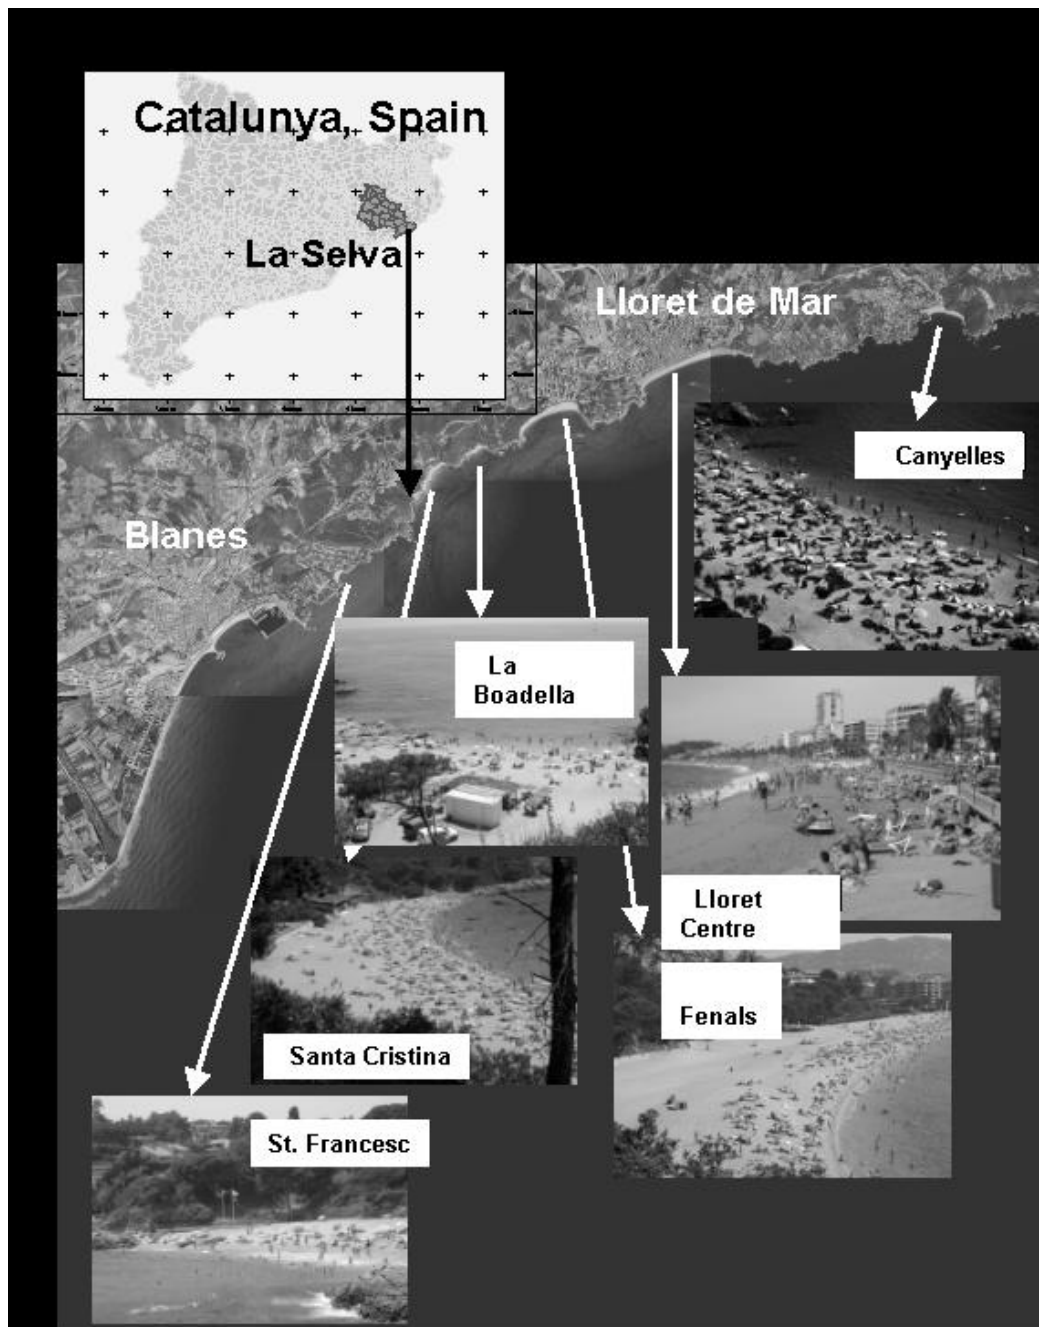 Catalunya, Spain
La Selva
Lloret de Mar
Canyelles
Blanes
La
Boadella
Lloret
Centre
Fenals
Santa Cristina
St. Francesc